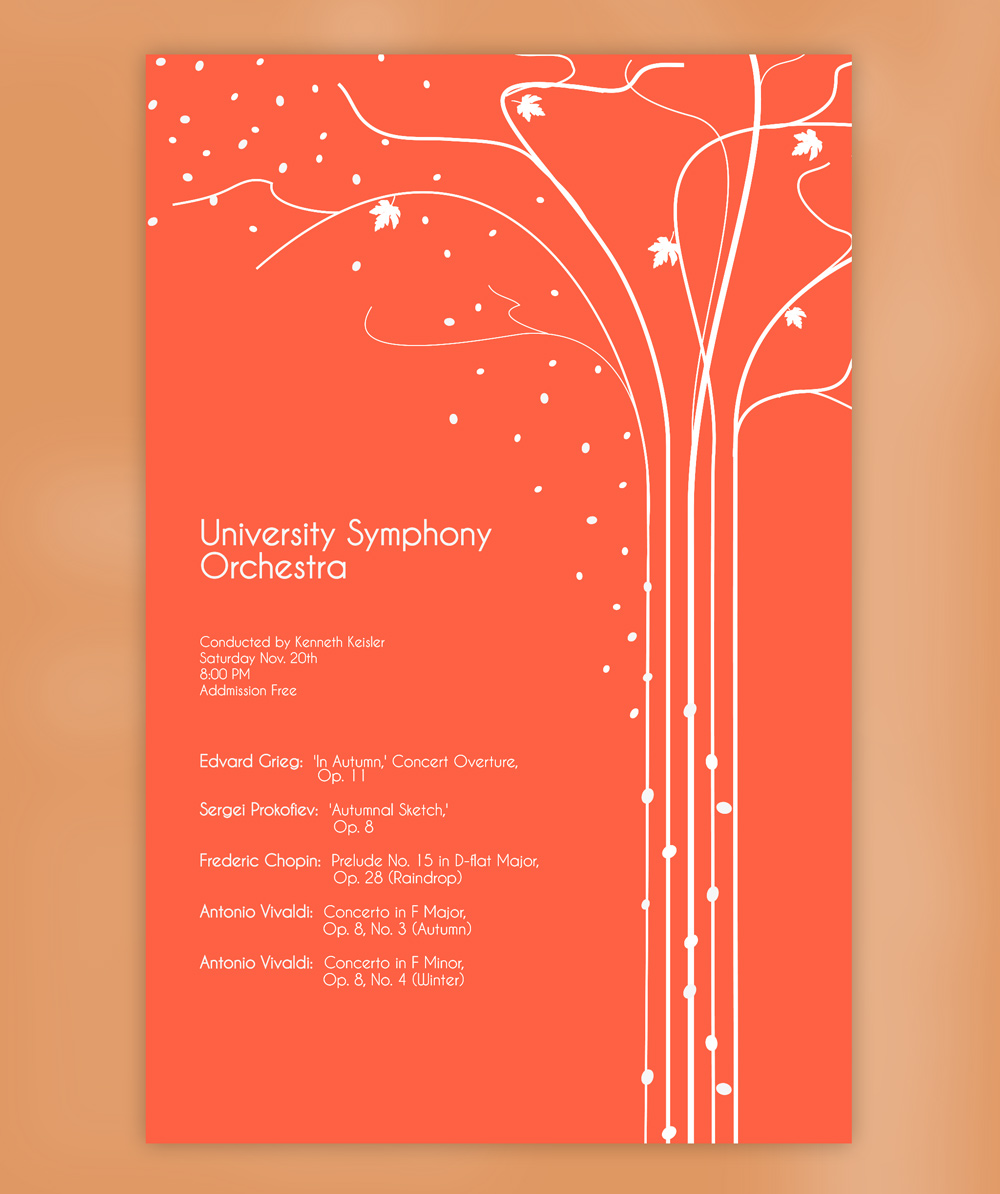 University Symphony
Orchestra
Conducted by Kenneth Keisler
Saturday Nov. 20th
8:00 PM
Addmission Free
Edvard Grieg: 'In Autumn,' Concert Overture,
Op. 11
Sergei Prokofiev: 'Autumnal Sketch,'
Op. 8
Frederic Chopin: Prelude No. 15 in D-flat Major,
Op. 28 (Raindrop)
Antonio Vivaldi: Concerto in F Major,
Op. 8, No. 3 (Autumn)
Antonio Vivaldi: Concerto in F Minor,
Op. 8, No. 4 (Winter)